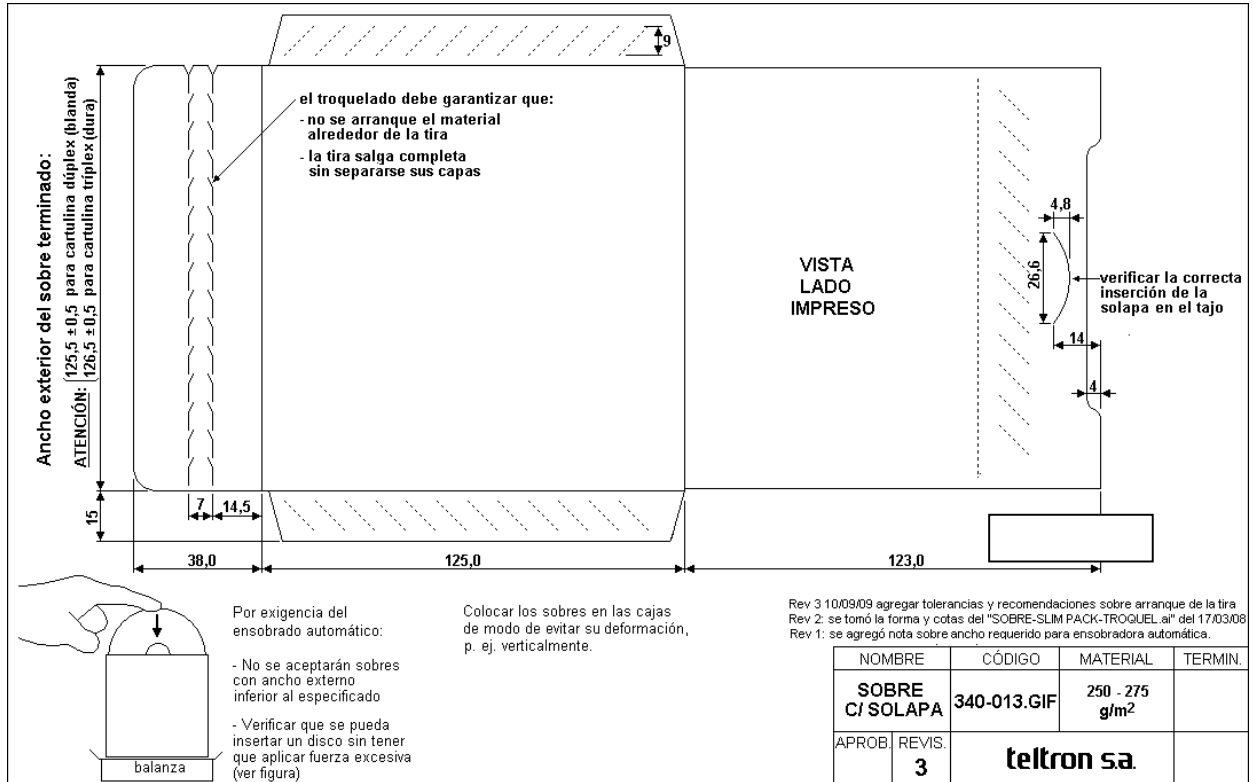 9
el troquelado debe garantizar que:
- no se arranque el material
alrededor de la tira
- la tira salga completa
sin separarse sus capas
Ancho exterior del sobre terminado:
ATENCIÓN:
125,5 ± 0,5 para cartulina dúplex (blanda)
126,5 ± 0,5 para cartulina tríplex (dura)
VISTA
LADO
IMPRESO
4,8
26,6
verificar la correcta
inserción de la
solapa en el tajo
14
4
15
7
14,5
38,0
125,0
123,0
balanza
Por exigencia del
ensobrado automático:
- No se aceptarán sobres
con ancho externo
inferior al especificado
- Verificar que se pueda
insertar un disco sin tener
que aplicar fuerza excesiva
(ver figura)
Colocar los sobres en las cajas
de modo de evitar su deformación,
p. ej. verticalmente.
Rev 3 10/09/09 agregar tolerancias y recomendaciones sobre arranque de la tira
Rev 2: se tomó la forma y cotas del "SOBRE-SLIM PACK-TROQUEL.ai" del 17/03/08
Rev 1: se agregó nota sobre ancho requerido para ensobradora automática.
NOMBRE CÓDIGO MATERIAL TERMIN.
SOBRE
C/ SOLAPA
340-013.GIF
250 - 275
g/m2
APROB. REVIS.
3
teltron s.a.